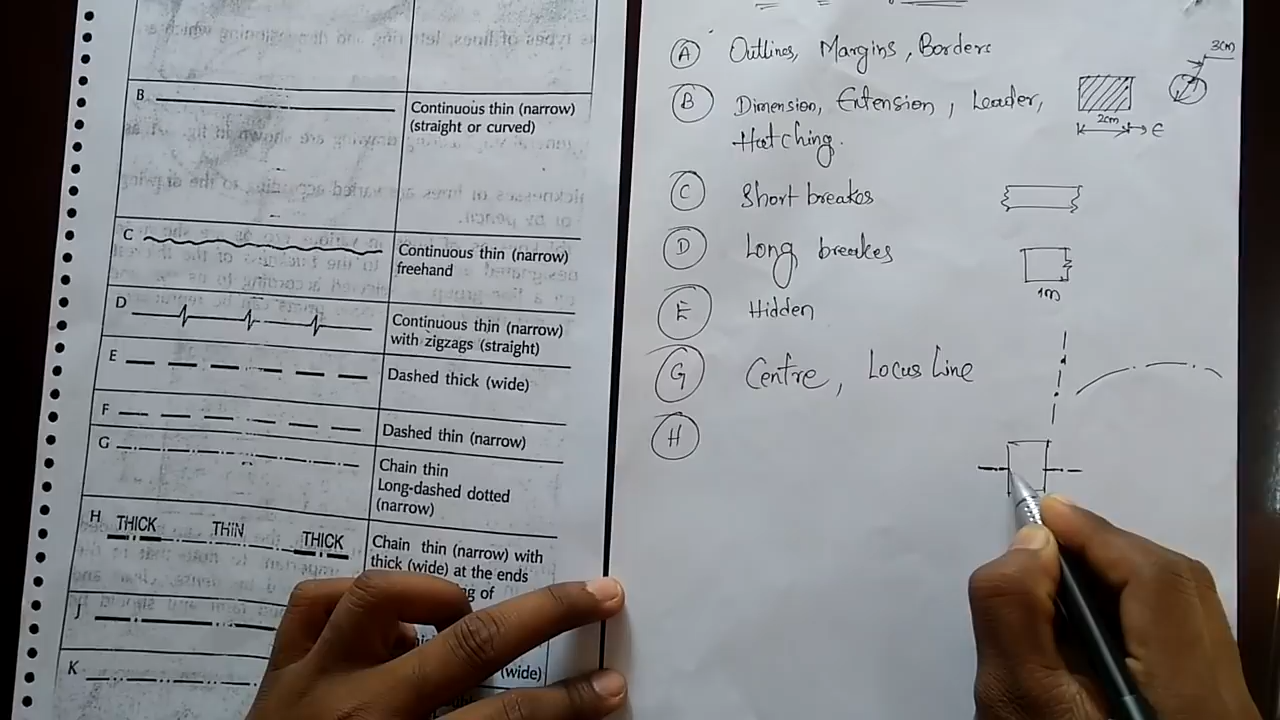 B
Continuous thin (narrow)
(straight or curved)
C
Continuous thin (narrow)
freehand
D
Continuous thin (narrow)
with zigzags (straight)
E
Dashed thick (wide)
F
Dashed thin (narrow)
G
Chain thin
Long-dashed dotted
(narrow)
H THICK THIN THICK
Chain thin (narrow) with
thick (wide) at the ends
of
J
K
(wide)
A Outlines, Margins, Borders
3cm
B Dimension, Extension, Leader,
Hatching.
2cm
E
C Short breakes
D Long breakes
1m
E Hidden
G Centre, Locus Line
H